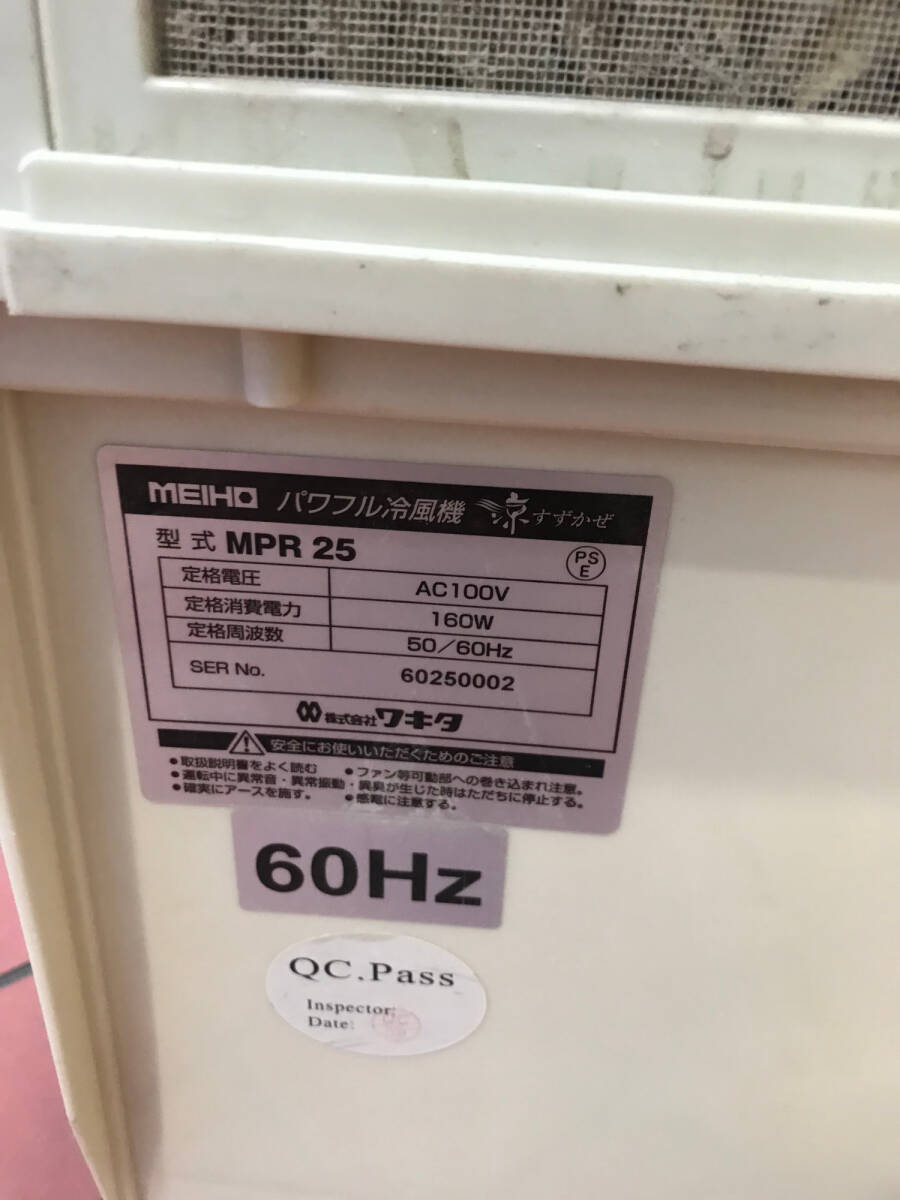 MEIHO パワフル冷風機 涼 すずかぜ
型式 MPR 25
PS
E
定格電圧 AC100V
定格消費電力 160W
定格周波数 50/60Hz
SER No. 60250002
株式会社ワキタ
安全にお使いいただくためのご注意
●取扱説明書をよく読む ●ファン等可動部への巻き込まれ注意。
●運転中に異常音・異常振動・異臭が生じた時はただちに停止する。
●確実にアースを施す。 ●感電に注意する。
60Hz
QC.Pass
Inspector:
Date: